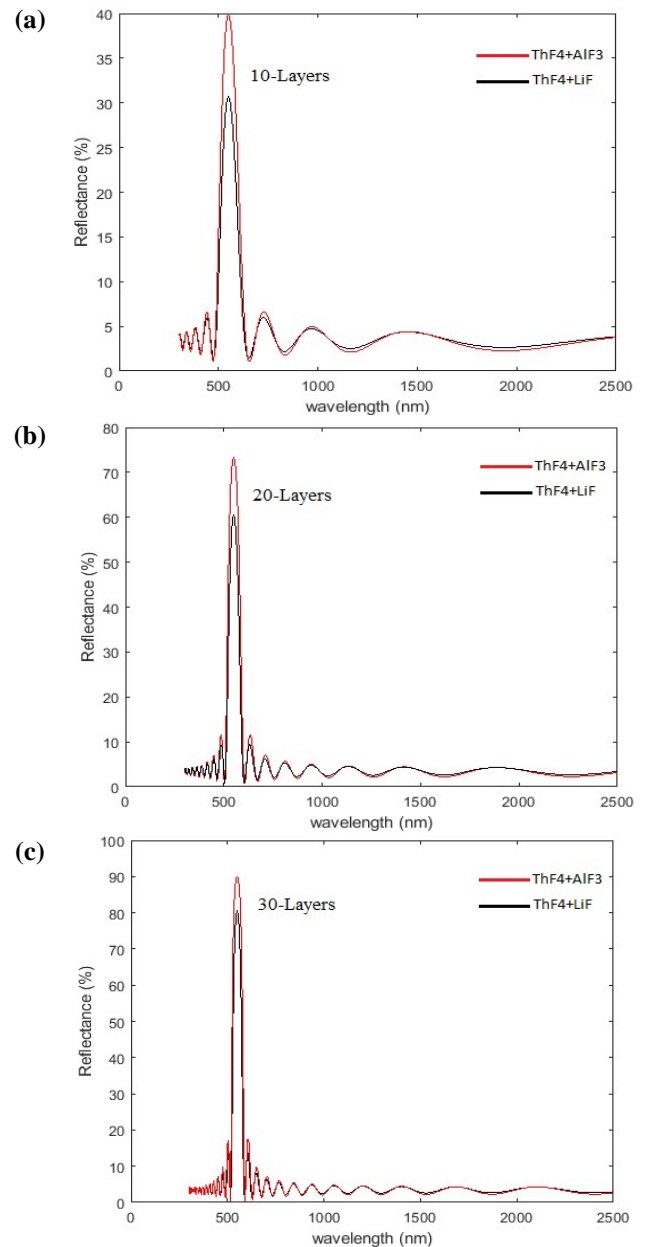 (a)
40
35
30
25
20
15
10
5
0
Reflectance (%)
10-Layers
ThF4+AlF3
ThF4+LiF
0 500 1000 1500 2000 2500
wavelength (nm)
(b)
80
70
60
50
40
30
20
10
0
Reflectance (%)
20-Layers
ThF4+AlF3
ThF4+LiF
0 500 1000 1500 2000 2500
wavelength (nm)
(c)
100
90
80
70
60
50
40
30
20
10
0
Reflectance (%)
30-Layers
ThF4+AlF3
ThF4+LiF
0 500 1000 1500 2000 2500
wavelength (nm)